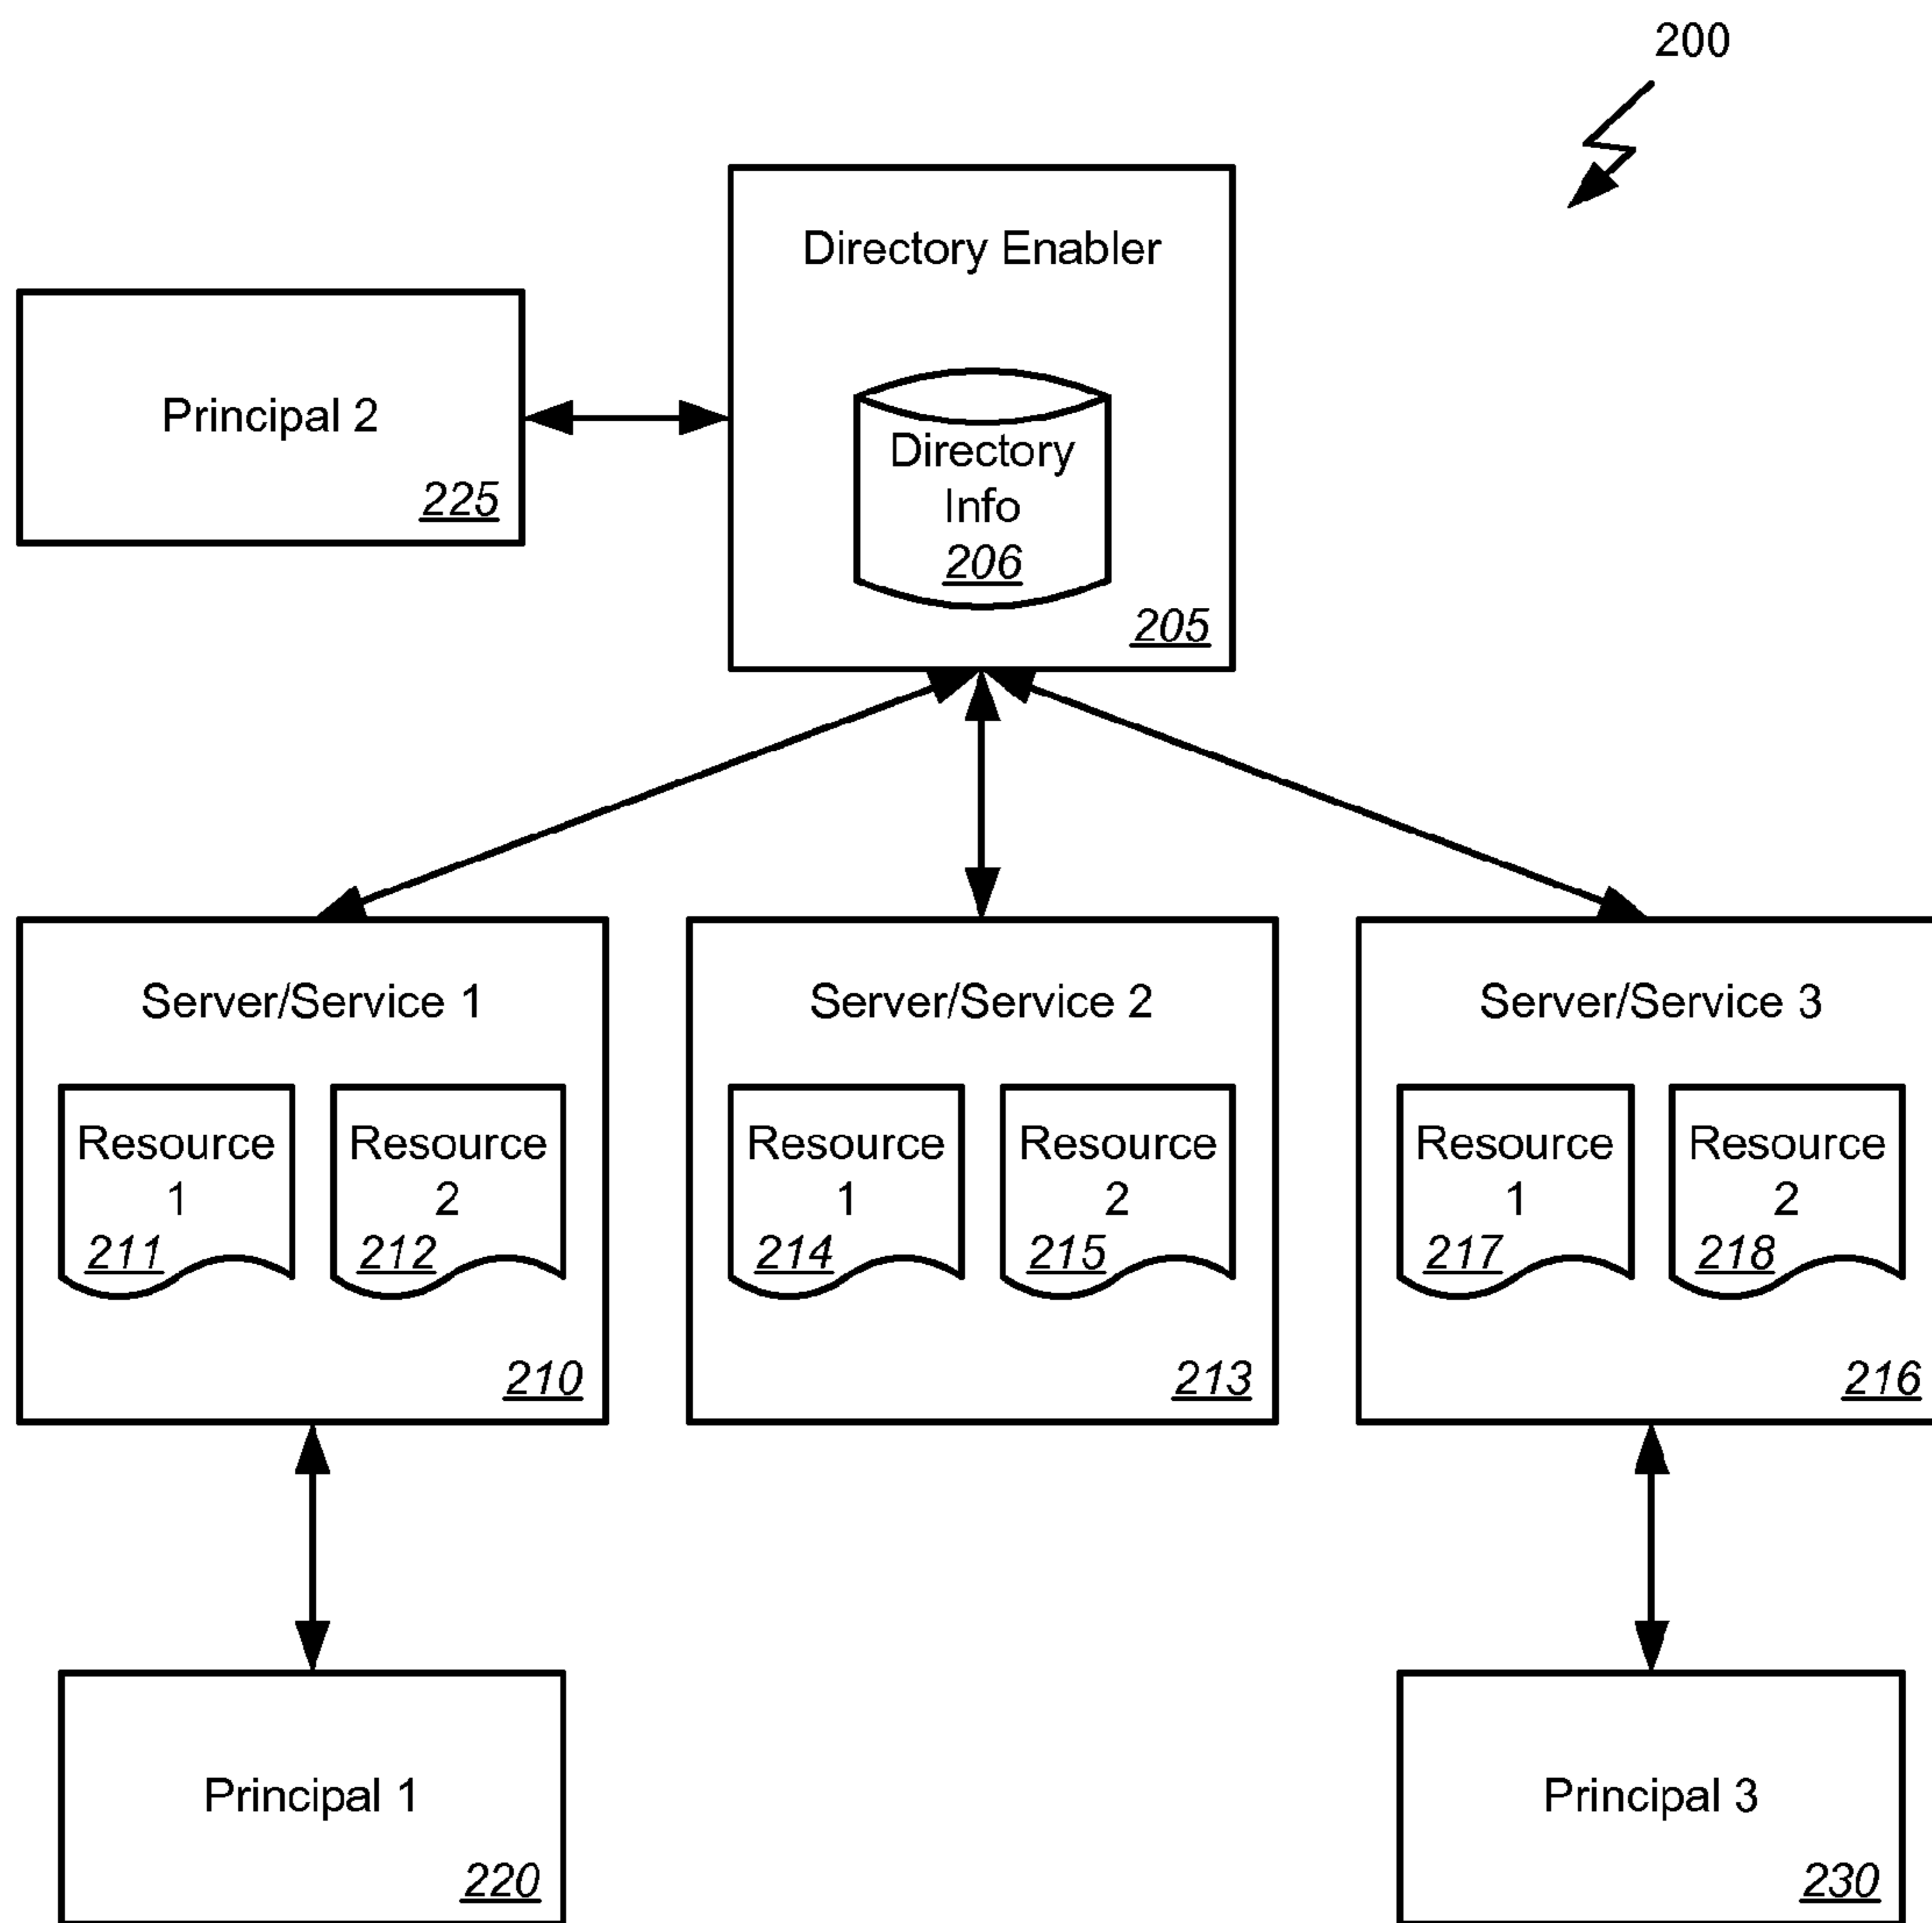 200
Directory Enabler
Directory
Info
206
205
Principal 2
225
Server/Service 1
Resource
1
211
Resource
2
212
210
Server/Service 2
Resource
1
214
Resource
2
215
213
Server/Service 3
Resource
1
217
Resource
2
218
216
Principal 1
220
Principal 3
230